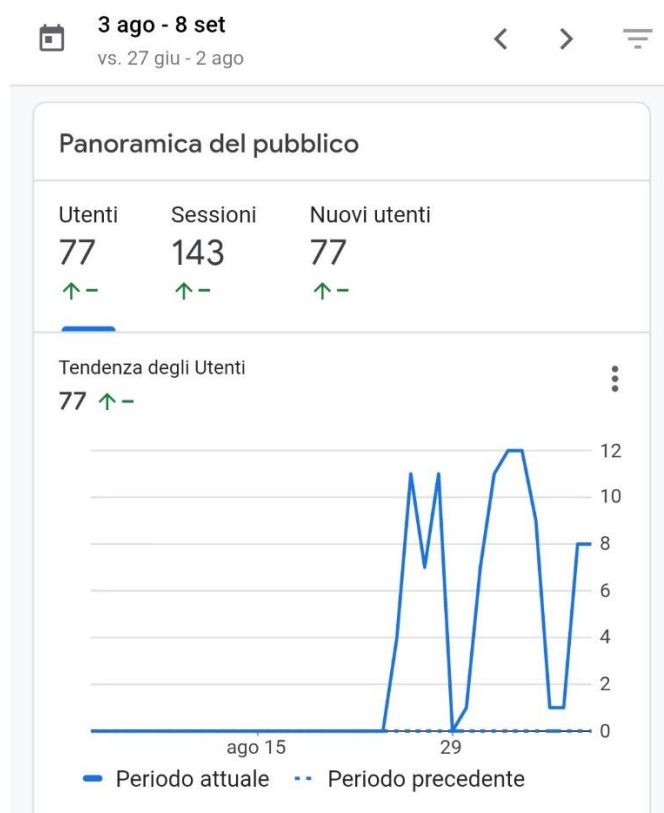 3 ago - 8 set
vs. 27 giu - 2 ago
Panoramica del pubblico
Utenti Sessioni Nuovi utenti
77 143 77
↑– ↑– ↑–
Tendenza degli Utenti
77 ↑–
12
10
8
6
4
2
0
ago 15 29
Periodo attuale Periodo precedente